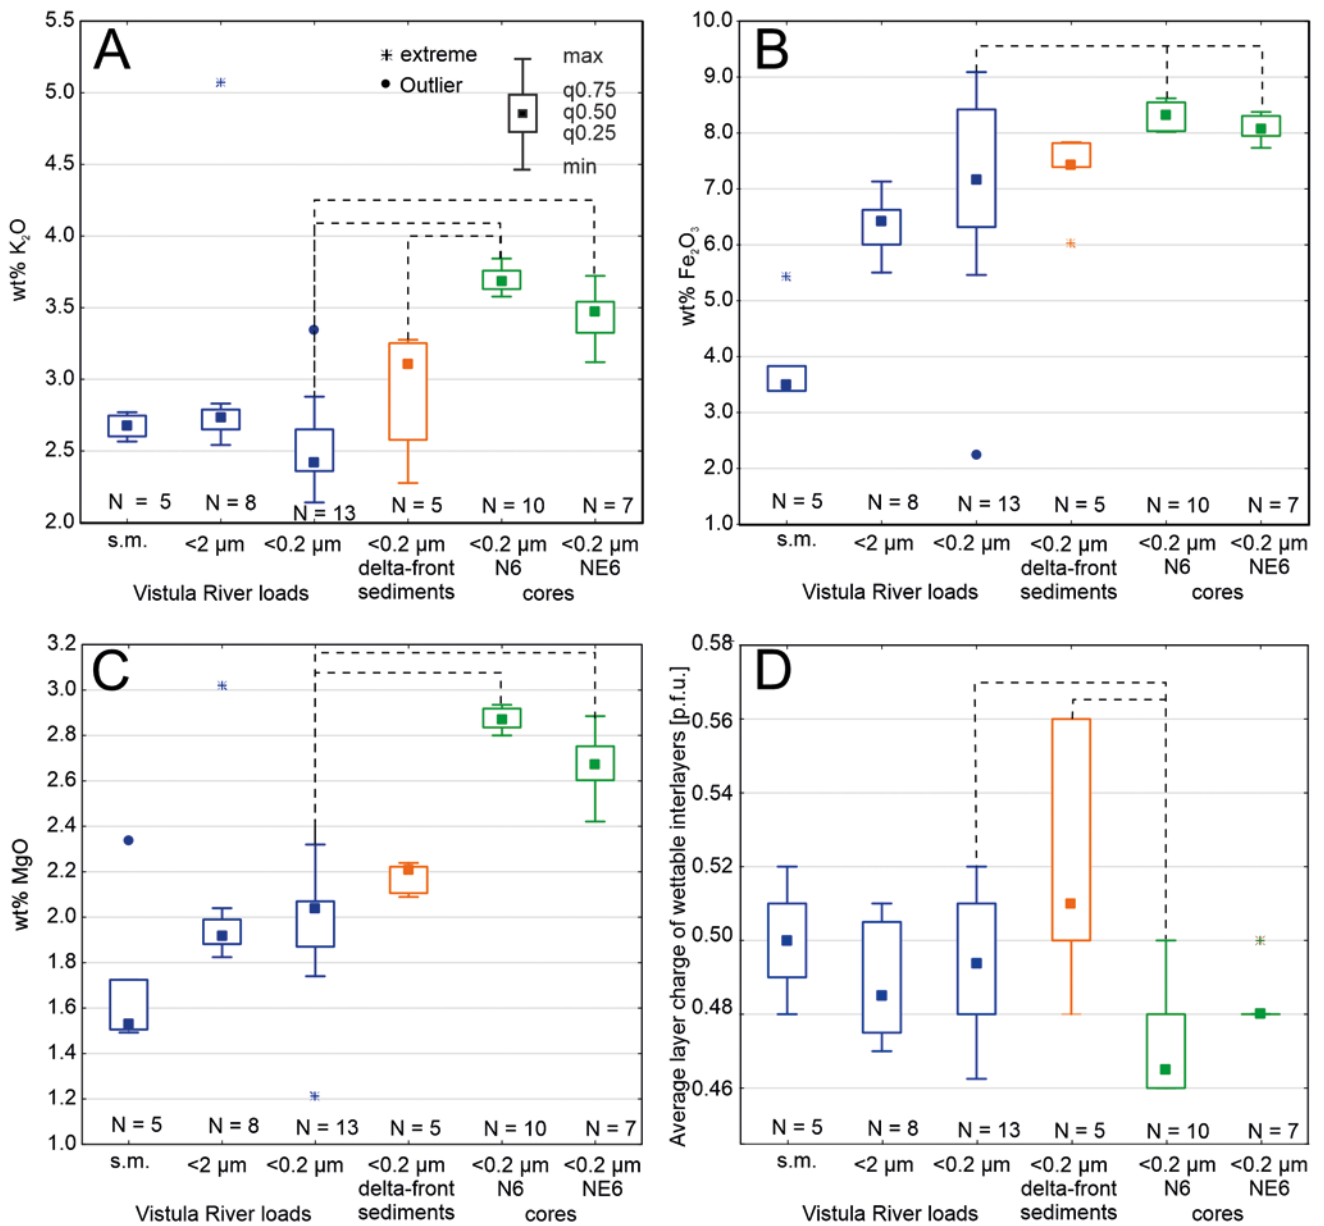 A
extreme
Outlier
max
q0.75
q0.50
q0.25
min
wt% K₂O
5.5
5.0
4.5
4.0
3.5
3.0
2.5
2.0
N = 5 N = 8 N = 13 N = 5 N = 10 N = 7
s.m. <2 µm <0.2 µm <0.2 µm <0.2 µm <0.2 µm
delta-front N6 NE6
Vistula River loads sediments cores
B
wt% Fe₂O₃
10.0
9.0
8.0
7.0
6.0
5.0
4.0
3.0
2.0
1.0
N = 5 N = 8 N = 13 N = 5 N = 10 N = 7
s.m. <2 µm <0.2 µm <0.2 µm <0.2 µm <0.2 µm
delta-front N6 NE6
Vistula River loads sediments cores
C
wt% MgO
3.2
3.0
2.8
2.6
2.4
2.2
2.0
1.8
1.6
1.4
1.2
1.0
N = 5 N = 8 N = 13 N = 5 N = 10 N = 7
s.m. <2 µm <0.2 µm <0.2 µm <0.2 µm <0.2 µm
delta-front N6 NE6
Vistula River loads sediments cores
D
Average layer charge of wettable interlayers [p.f.u.]
0.58
0.56
0.54
0.52
0.50
0.48
0.46
N = 5 N = 8 N = 13 N = 5 N = 10 N = 7
s.m. <2 µm <0.2 µm <0.2 µm <0.2 µm <0.2 µm
delta-front N6 NE6
Vistula River loads sediments cores